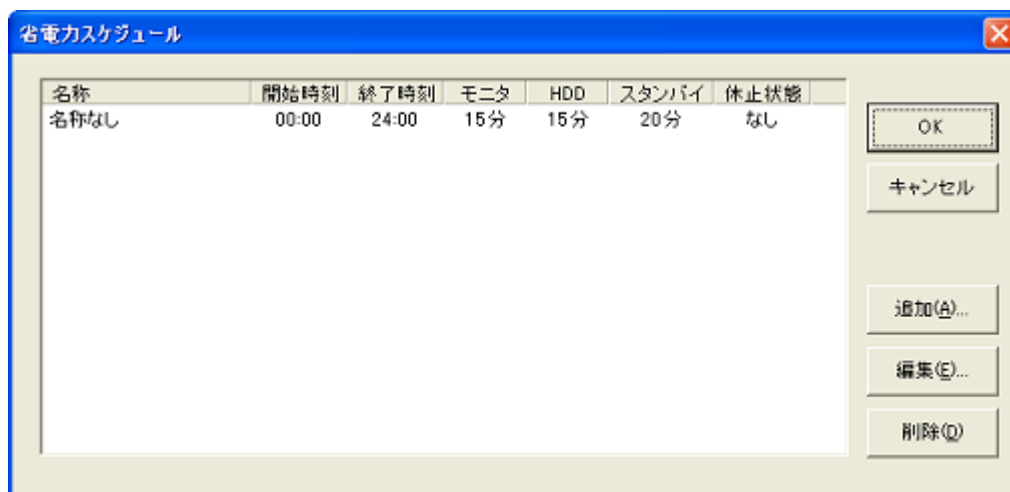 省電力スケジュール
名称 開始時刻 終了時刻 モニタ HDD スタンバイ 休止状態
名称なし 00:00 24:00 15分 15分 20分 なし
OK
キャンセル
追加(A)...
編集(E)...
削除(D)